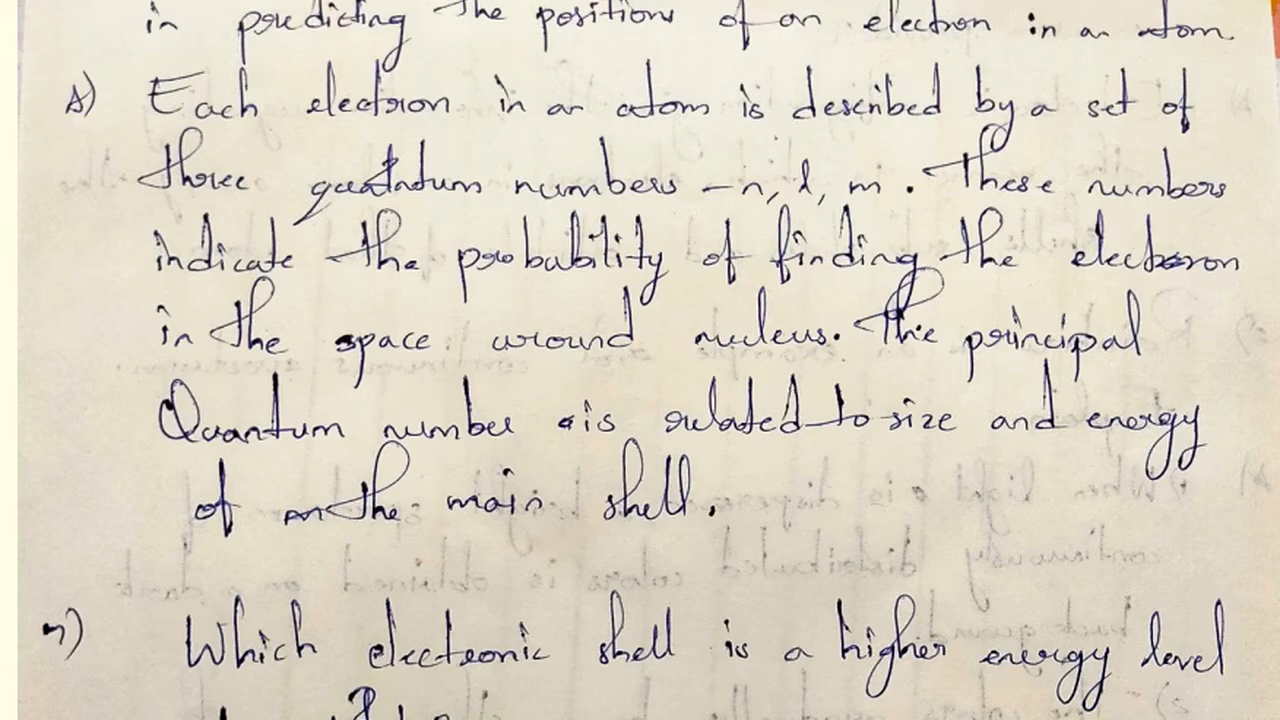 in predicting the positions of an electron in an atom.
A) Each electron in an atom is described by a set of
three quantum numbers - n, l, m. These numbers
indicate the probability of finding the electron
in the space around nucleus. The principal
Quantum number is related to size and energy
of the main shell.
7) Which electronic shell is a higher energy level